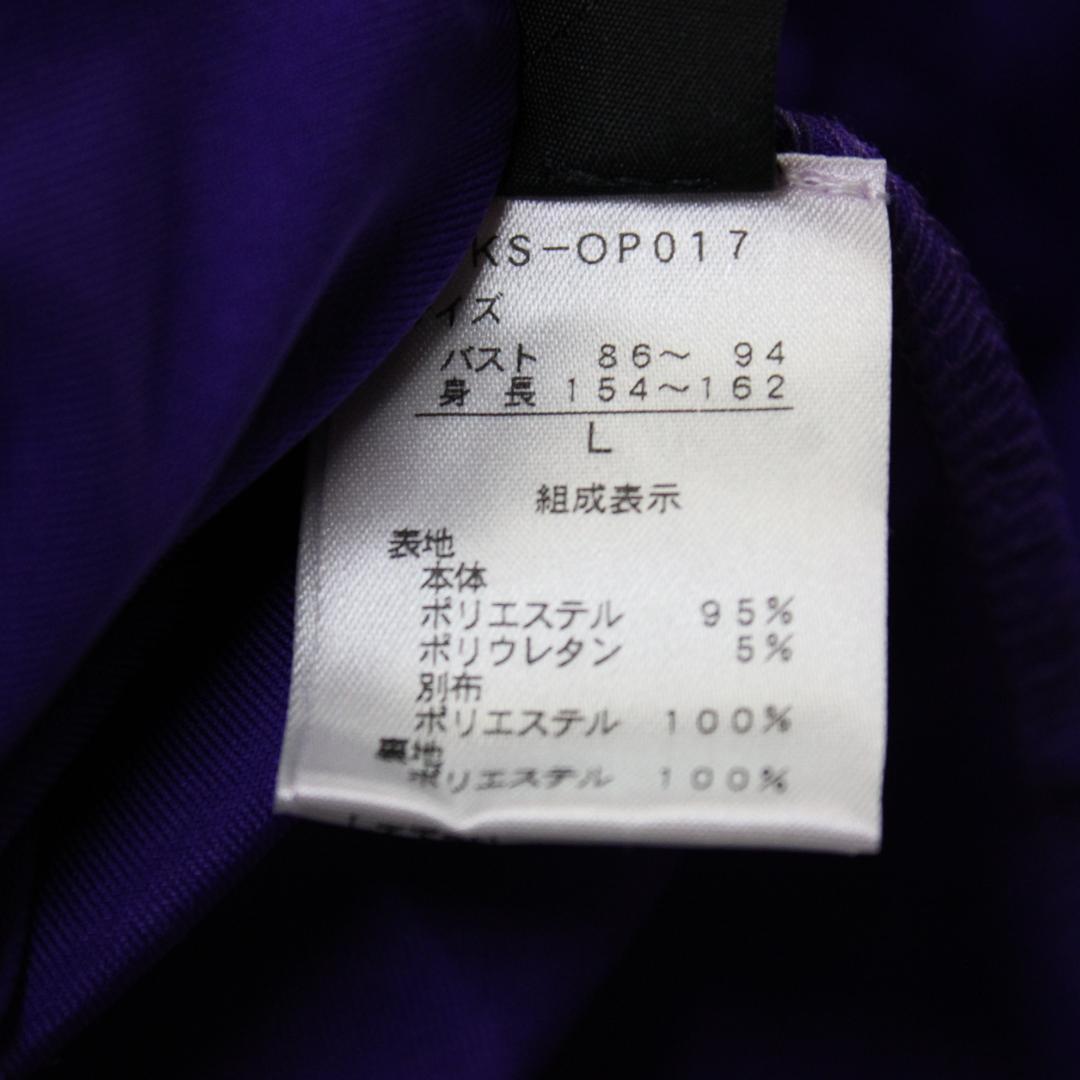 KS-OP017
イズ
バスト 86〜 94
身 長 154〜162
L
組成表示
表地
本体
ポリエステル 95%
ポリウレタン 5%
別布
ポリエステル 100%
裏地
ポリエステル 100%